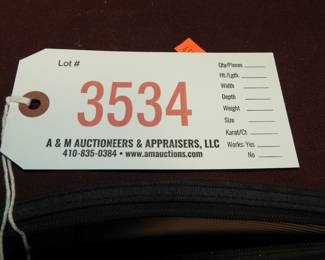 Lot #
3534
A & M AUCTIONEERS & APPRAISERS, LLC
410-835-0384 • www.amauctions.com
Qty/Pieces
Ht./Lgth.
Width
Depth
Weight
Size
Karat/Ct
Works: Yes
No